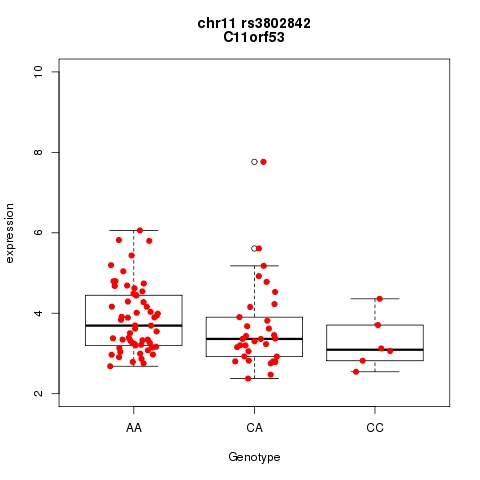 chr11 rs3802842
C11orf53
10
8
6
4
2
expression
AA
CA
CC
Genotype